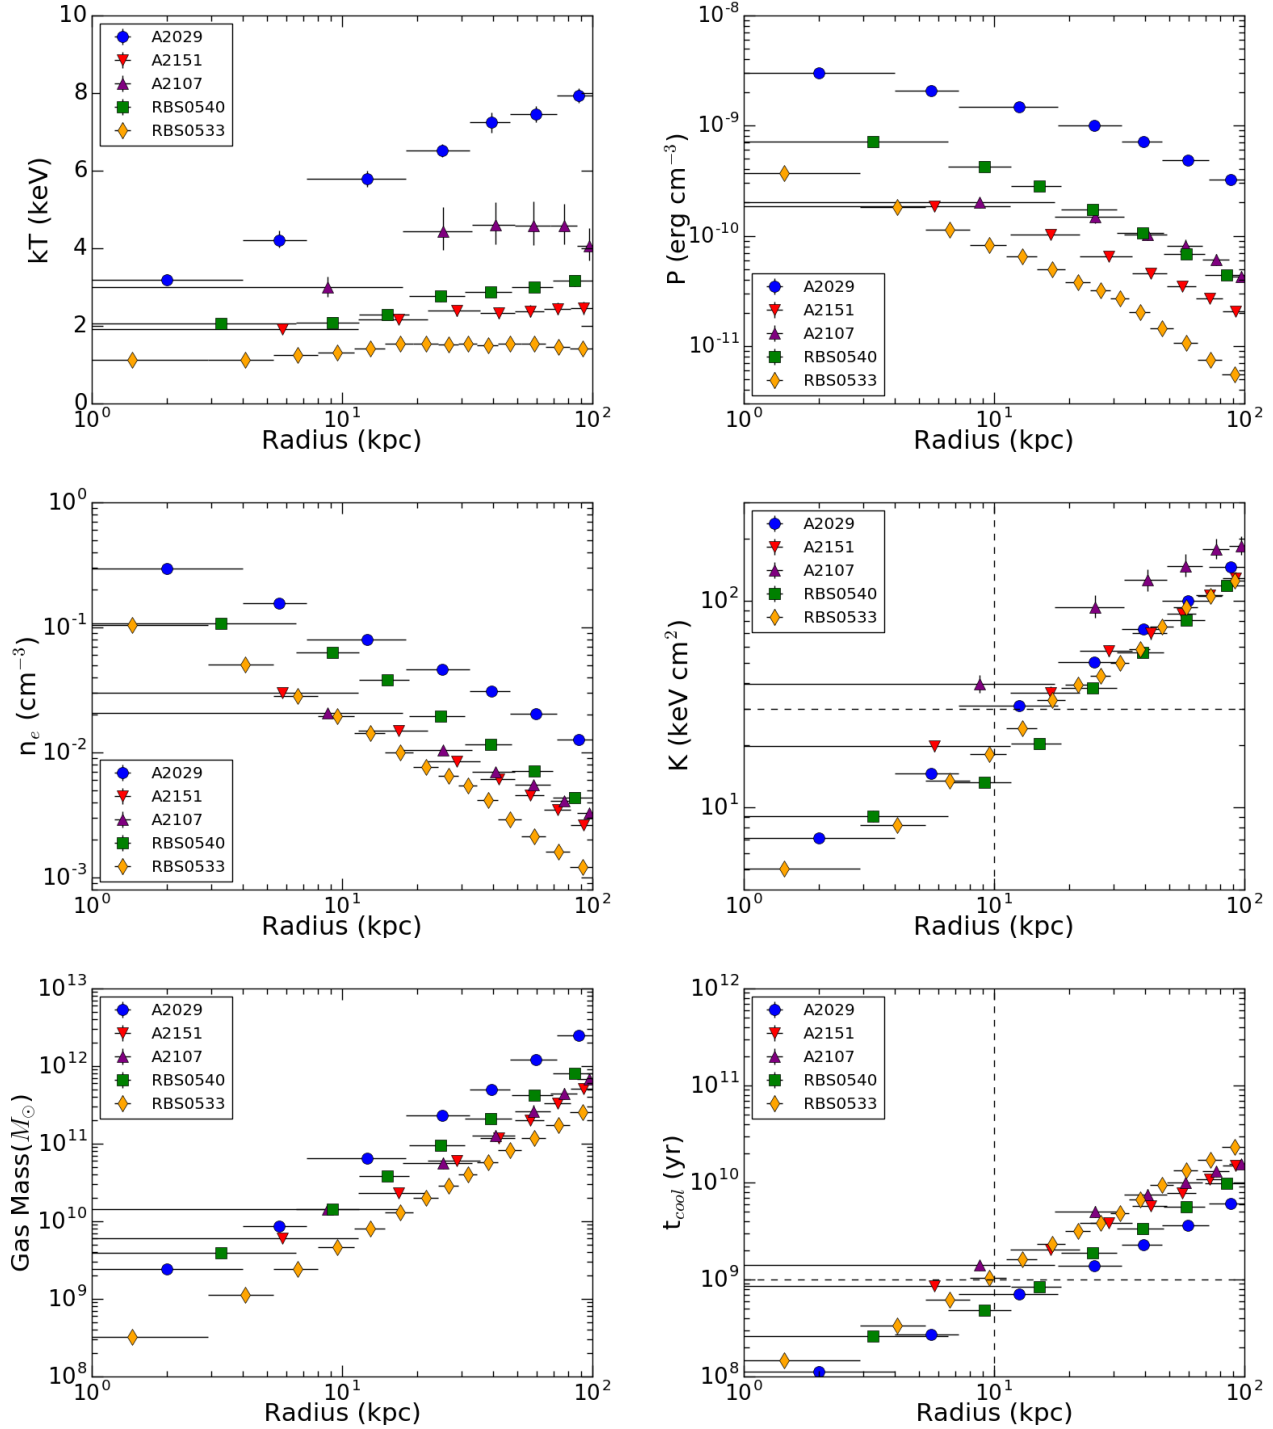 10
8
6
4
2
0
kT (keV)
A2029
A2151
A2107
RBS0540
RBS0533
10^0
10^1
10^2
Radius (kpc)
10^-8
10^-9
10^-10
10^-11
P (erg cm^-3)
A2029
A2151
A2107
RBS0540
RBS0533
10^0
10^1
10^2
Radius (kpc)
10^0
10^-1
10^-2
10^-3
n_e (cm^-3)
A2029
A2151
A2107
RBS0540
RBS0533
10^0
10^1
10^2
Radius (kpc)
10^2
10^1
K (keV cm^2)
A2029
A2151
A2107
RBS0540
RBS0533
10^0
10^1
10^2
Radius (kpc)
10^13
10^12
10^11
10^10
10^9
10^8
Gas Mass(M_⊙)
A2029
A2151
A2107
RBS0540
RBS0533
10^0
10^1
10^2
Radius (kpc)
10^12
10^11
10^10
10^9
10^8
t_cool (yr)
A2029
A2151
A2107
RBS0540
RBS0533
10^0
10^1
10^2
Radius (kpc)